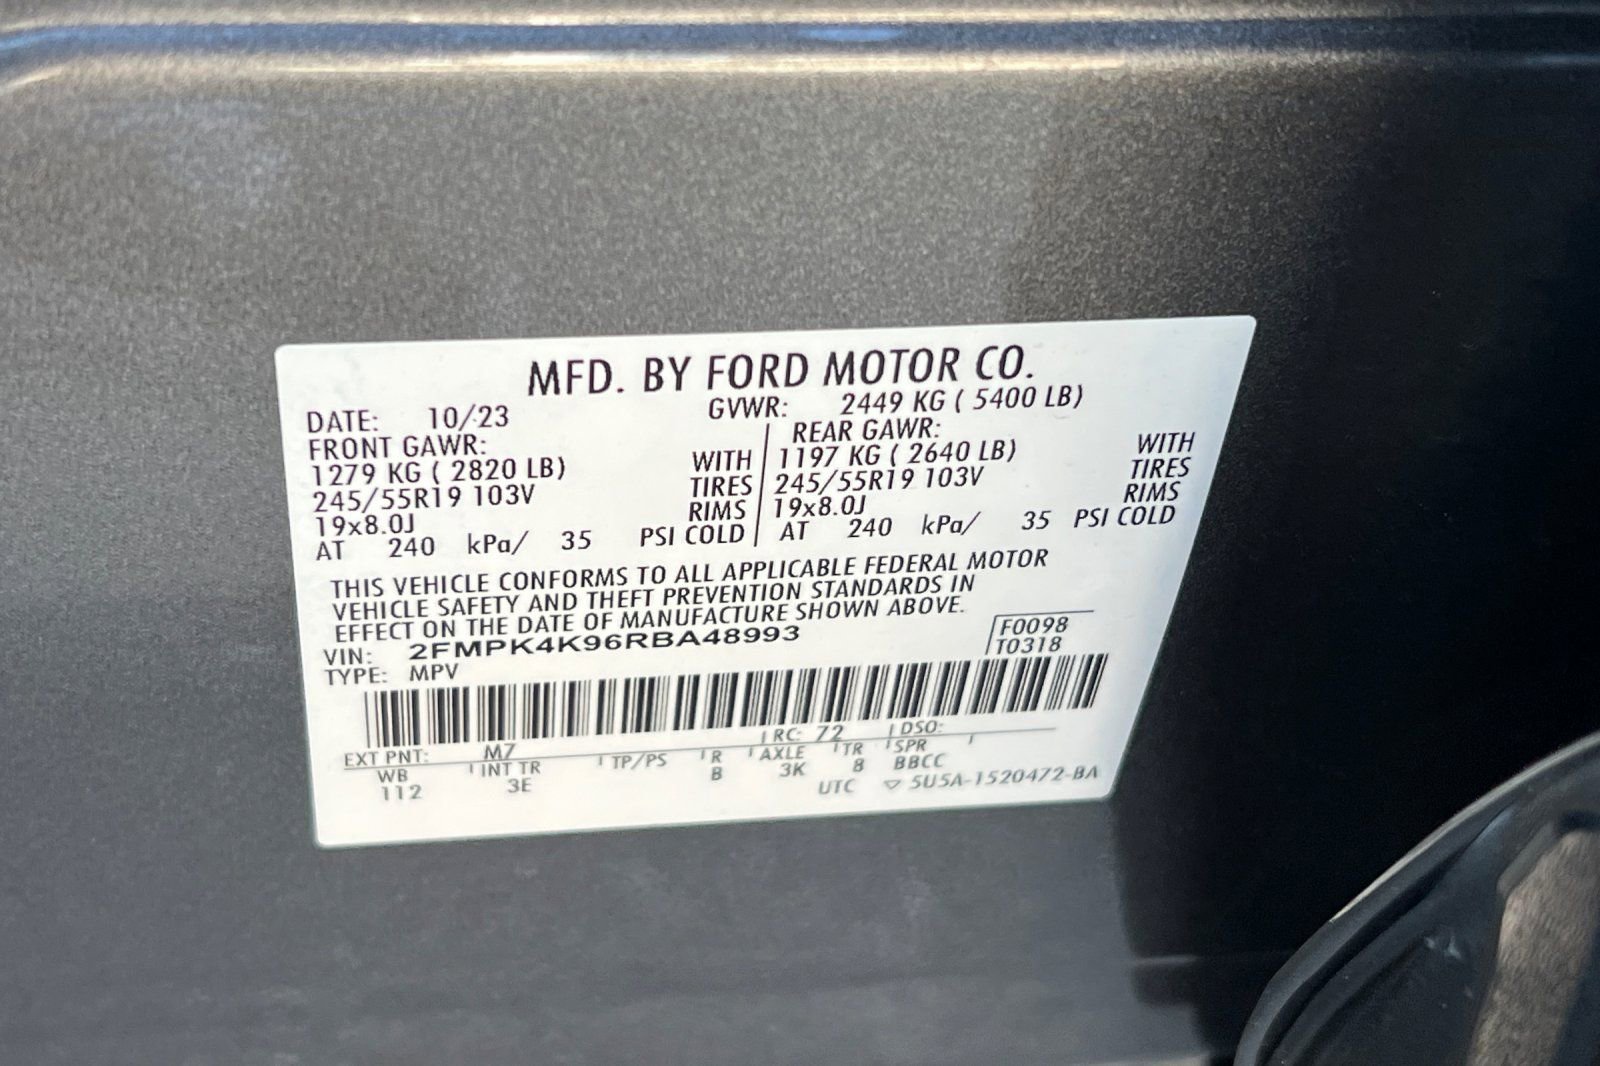 MFD. BY FORD MOTOR CO.
DATE: 10/23 GVWR: 2449 KG ( 5400 LB)
FRONT GAWR: REAR GAWR:
1279 KG ( 2820 LB) WITH 1197 KG ( 2640 LB) WITH
245/55R19 103V TIRES 245/55R19 103V TIRES
19x8.0J RIMS 19x8.0J RIMS
AT 240 kPa/ 35 PSI COLD AT 240 kPa/ 35 PSI COLD
THIS VEHICLE CONFORMS TO ALL APPLICABLE FEDERAL MOTOR
VEHICLE SAFETY AND THEFT PREVENTION STANDARDS IN
EFFECT ON THE DATE OF MANUFACTURE SHOWN ABOVE.
VIN: 2FMPK4K96RBA48993 F0098
TYPE: MPV T0318
EXT PNT: M7 RC: 72 DSO:
WB INT TR TP/PS R AXLE TR SPR
112 3E B 3K 8 BBCC
UTC ▽ 5U5A-1520472-BA